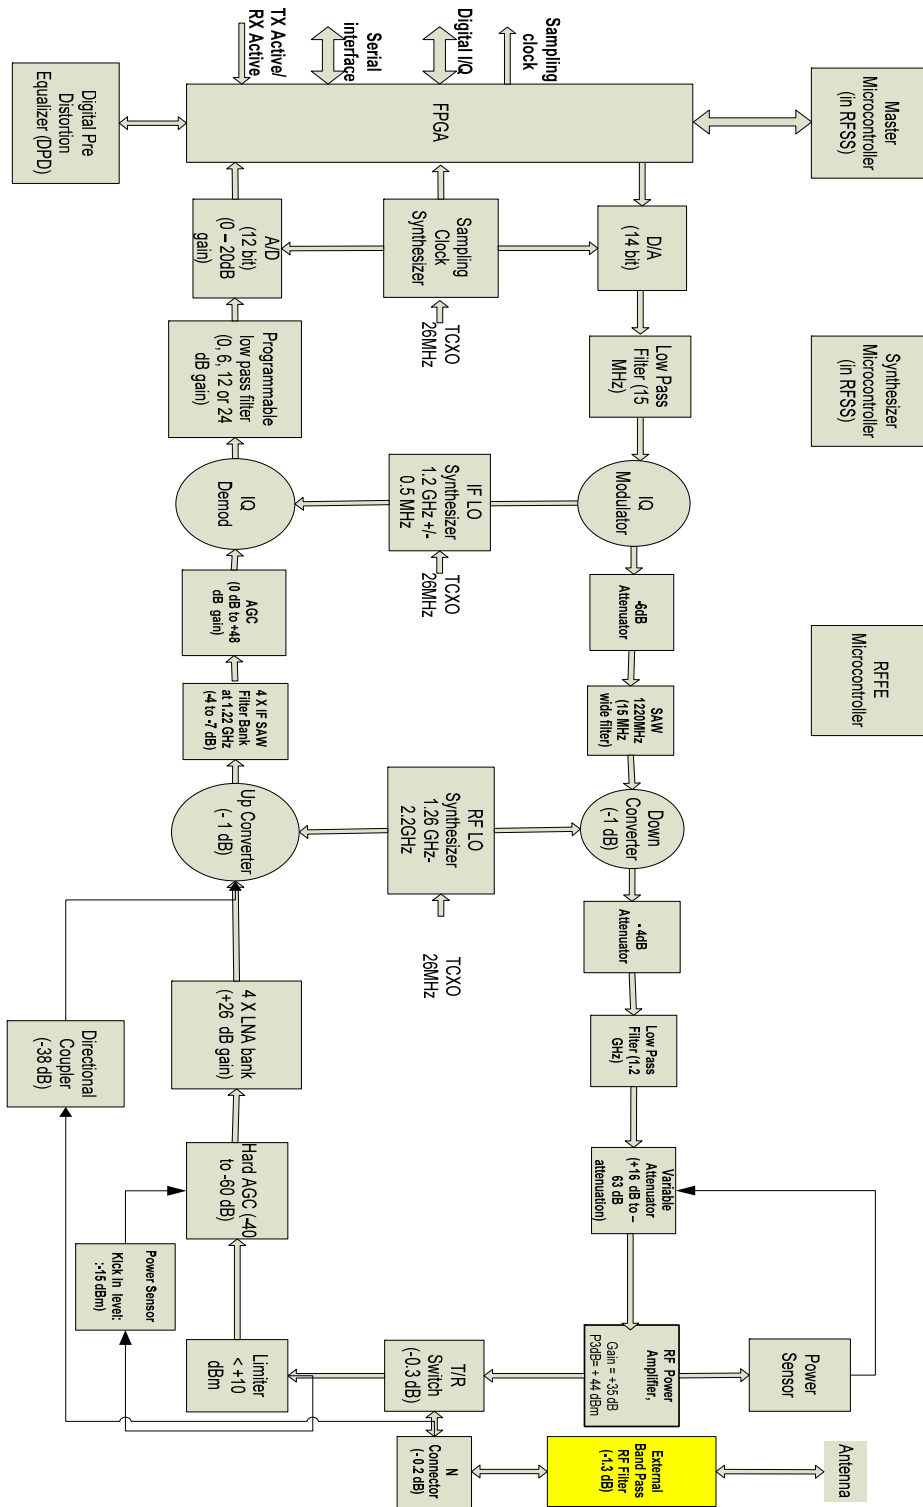 Master
Microcontroller
(in RFSS)
Synthesizer
Microcontroller
(in RFSS)
RFFE
Microcontroller
Sampling
clock
Digital I/Q
Serial
interface
TX Active/
RX Active
FPGA
Digital Pre
Distortion
Equalizer (DPD)
D/A
(14 bit)
Low Pass
Filter (15
MHz)
IQ
Modulator
-6dB
Attenuator
SAW
1220MHz
(15 MHz
wide filter)
Down
Converter
(-1 dB)
- 4dB
Attenuator
Low Pass
Filter (1.2
GHz)
Variable
Attenuator
(+16 dB to –
63 dB
attenuation)
RF Power
Amplifier,
Gain = +35 dB
P3dB= + 44 dBm
Power
Sensor
Antenna
Sampling
Clock
Synthesizer
TCXO
26MHz
IF LO
Synthesizer
1.2 GHz +/-
0.5 MHz
TCXO
26MHz
RF LO
Synthesizer
1.26 GHz-
2.2GHz
TCXO
26MHz
T/R
Switch
(-0.3 dB)
N
Connector
(- 0.2 dB)
External
Band Pass
RF Filter
(-1.3 dB)
A/D
(12 bit)
(0 – 20dB
gain)
Programmable
low pass filter
(0, 6, 12 or 24
dB gain)
IQ
Demod
AGC
(0 dB to +48
dB gain)
4 X IF SAW
Filter Bank
at 1.22 GHz
(-4 to -7 dB)
Up Converter
(- 1 dB)
4 X LNA bank
(+26 dB gain)
Hard AGC (-40
to -60 dB)
Limiter
< +10
dBm
Directional
Coupler
(-38 dB)
Power Sensor
Kick in level:
:-15 dBm)